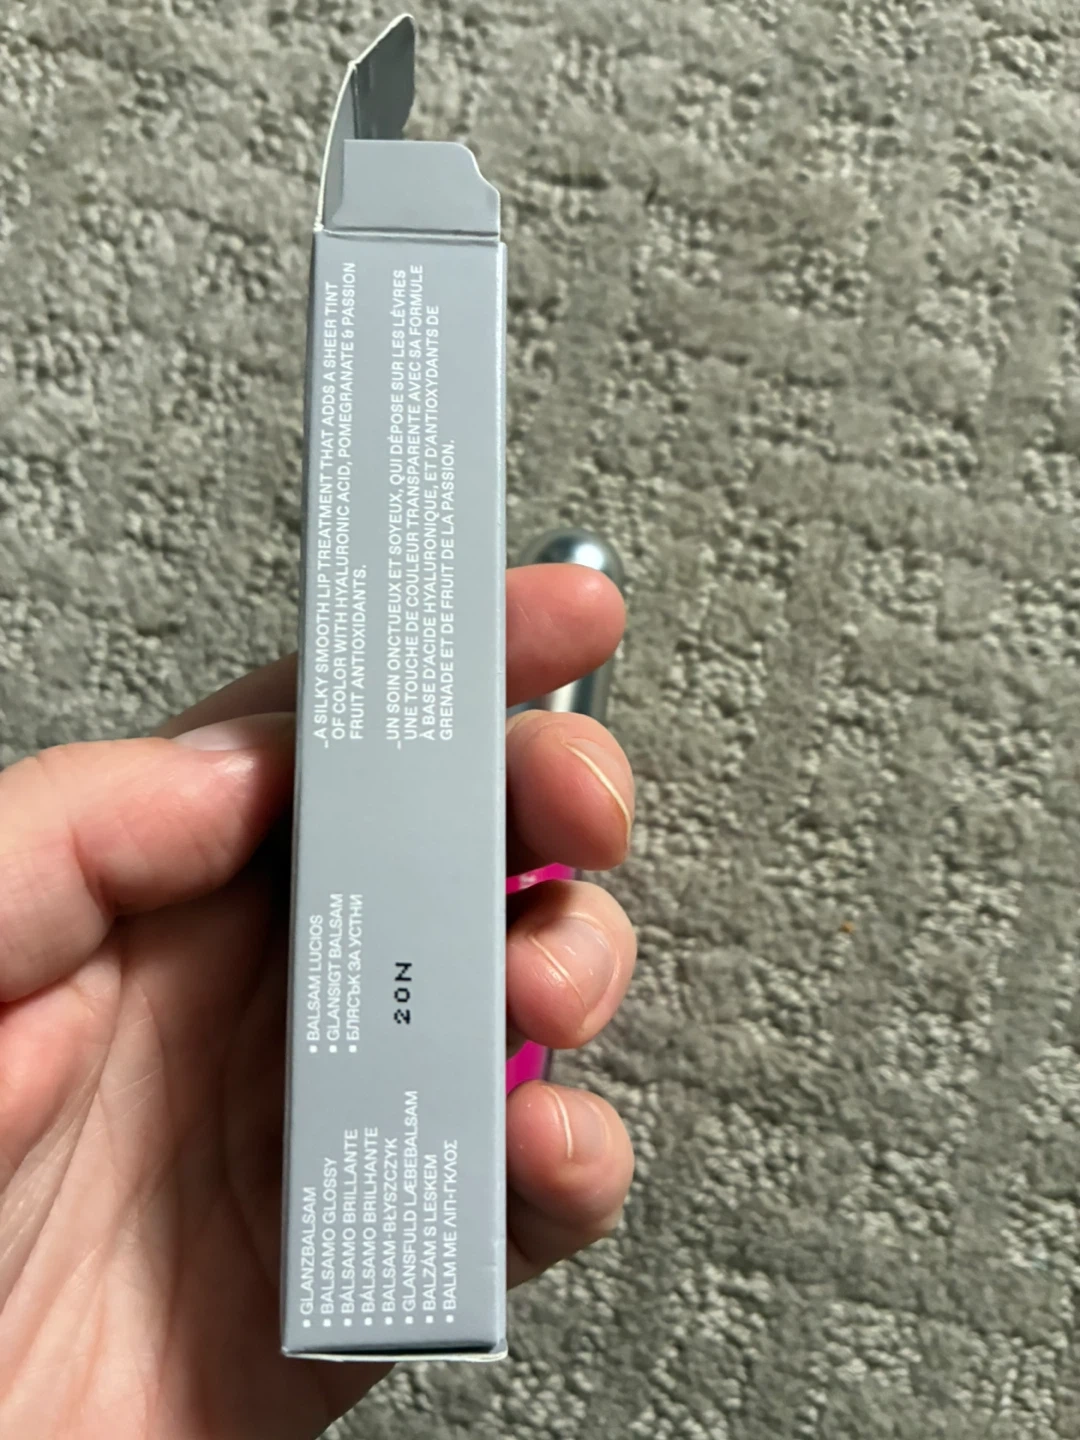 _A SILKY SMOOTH LIP TREATMENT THAT ADDS A SHEER TINT
OF COLOR WITH HYALURONIC ACID, POMEGRANATE & PASSION
FRUIT ANTIOXIDANTS.
_UN SOIN ONCTUEUX ET SOYEUX, QUI DÉPOSE SUR LES LÈVRES
UNE TOUCHE DE COULEUR TRANSPARENTE AVEC SA FORMULE
À BASE D'ACIDE HYALURONIQUE, ET D'ANTIOXYDANTS DE
GRENADE ET DE FRUIT DE LA PASSION.
▪ GLANZBALSAM
▪ BALSAMO GLOSSY
▪ BÁLSAMO BRILLANTE
▪ BÁLSAMO BRILHANTE
▪ BALSAM-BŁYSZCZYK
▪ GLANSFULD LÆBEBALSAM
▪ BALZÁM S LESKEM
▪ BALM ΜΕ ΛΙΠ-ΓΚΛΟΣ
▪ BALSAM LUCIOS
▪ GLANSIGT BALSAM
▪ БЛЯСЪК ЗА УСТНИ
20N